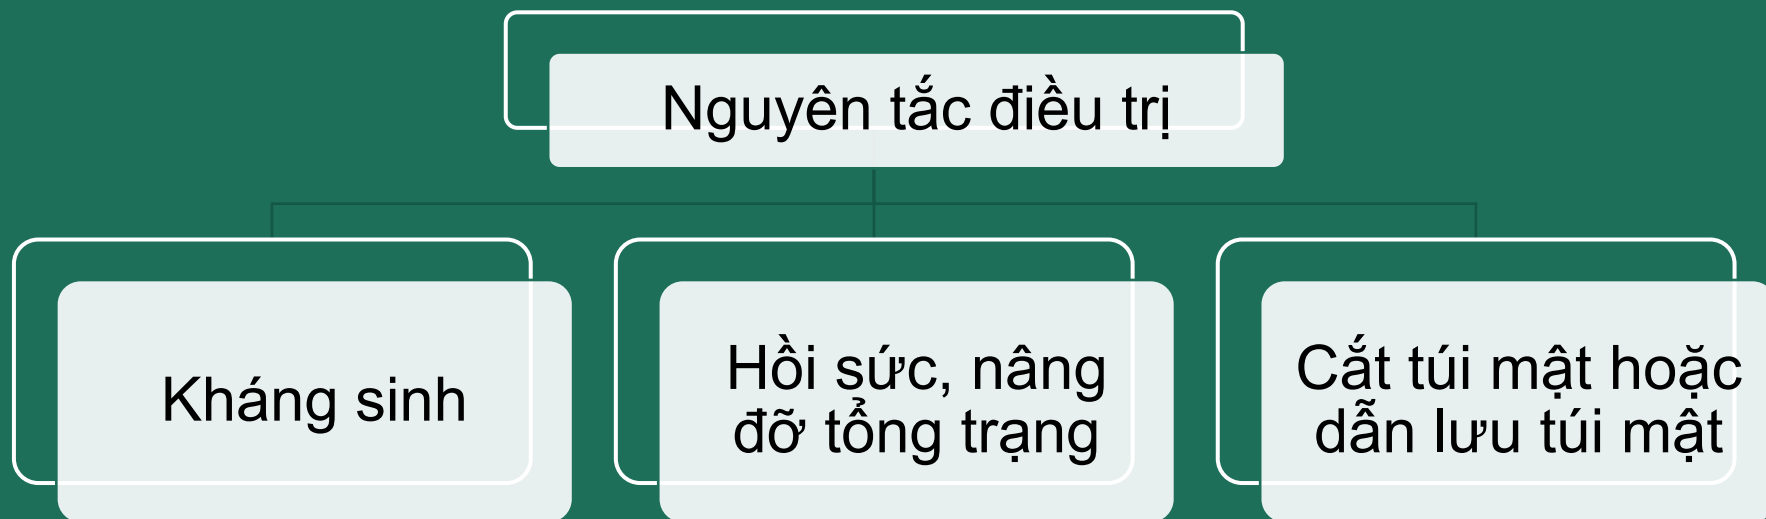 Nguyên tắc điều trị
Kháng sinh
Hồi sức, nâng
đỡ tổng trạng
Cắt túi mật hoặc
dẫn lưu túi mật